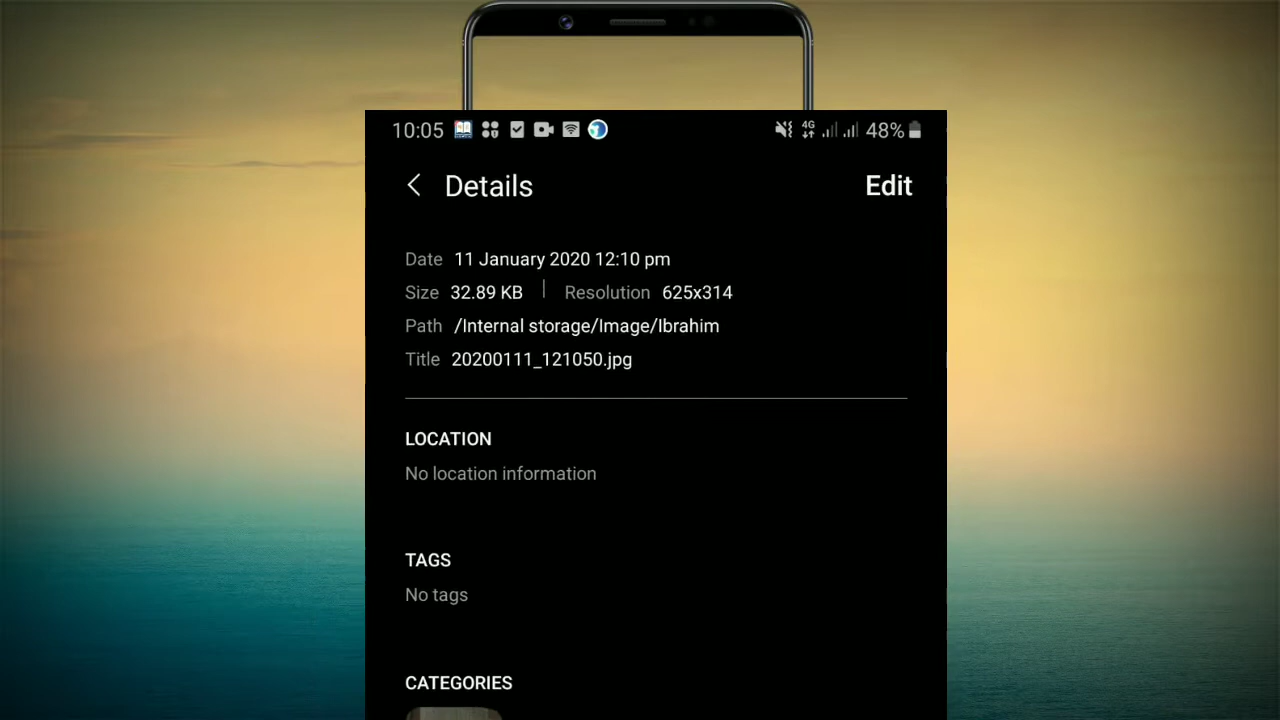 10:05 4G 48%
Details Edit
Date 11 January 2020 12:10 pm
Size 32.89 KB | Resolution 625x314
Path /Internal storage/Image/Ibrahim
Title 20200111_121050.jpg
LOCATION
No location information
TAGS
No tags
CATEGORIES